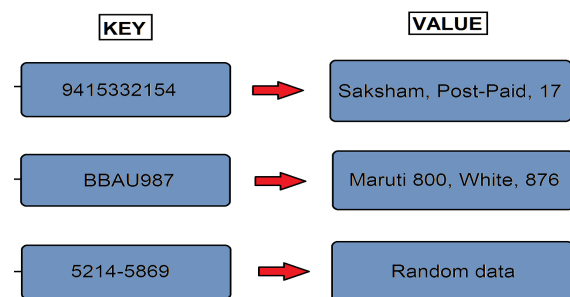 KEY
VALUE
9415332154
Saksham, Post-Paid, 17
BBAU987
Maruti 800, White, 876
5214-5869
Random data